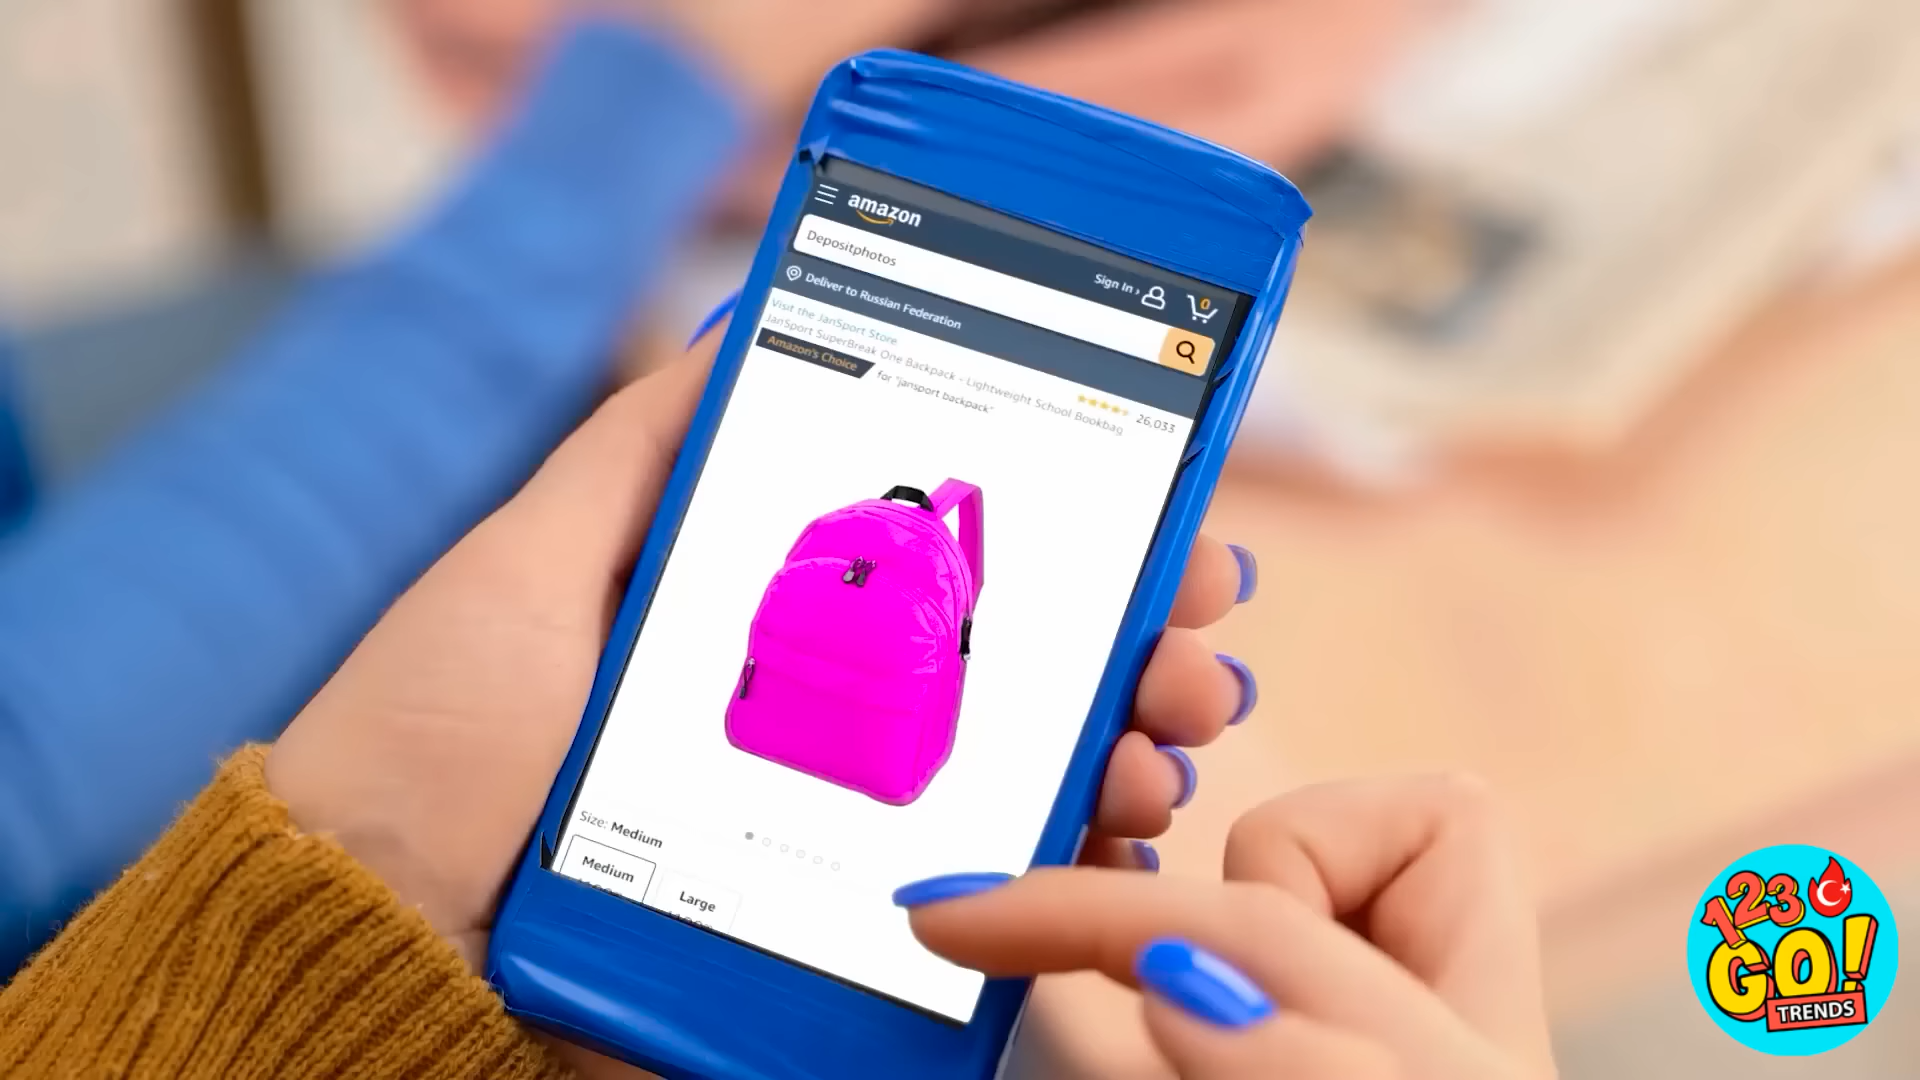 amazon
Depositphotos
Sign In ›
0
Deliver to Russian Federation
Visit the JanSport Store
JanSport SuperBreak One Backpack - Lightweight School Bookbag
26,033
Amazon's Choice
for "jansport backpack"
Size: Medium
Medium
Large
123
GO!
TRENDS